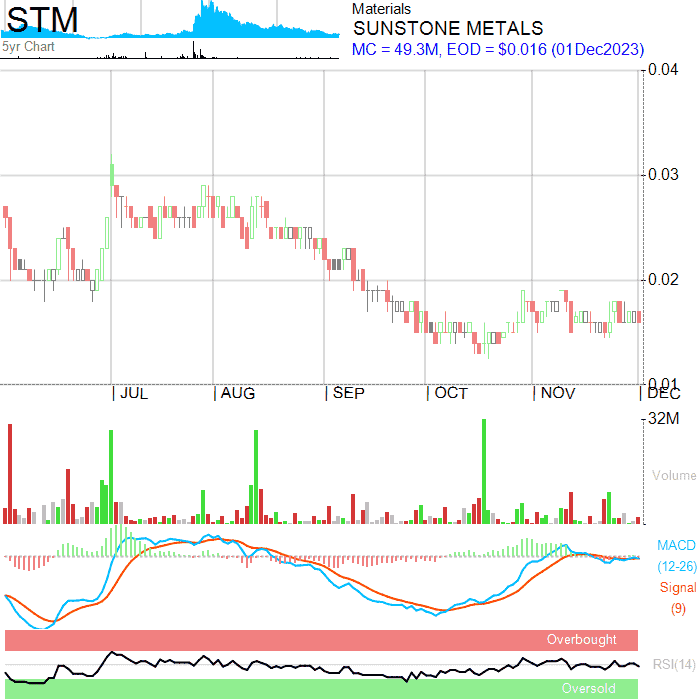 STM
5yr Chart
Materials
SUNSTONE METALS
MC = 49.3M, EOD = $0.016 (01Dec2023)
0.04
0.03
0.02
0.01
JUL AUG SEP OCT NOV DEC
32M
Volume
MACD
(12-26)
Signal
(9)
Overbought
RSI(14)
Oversold